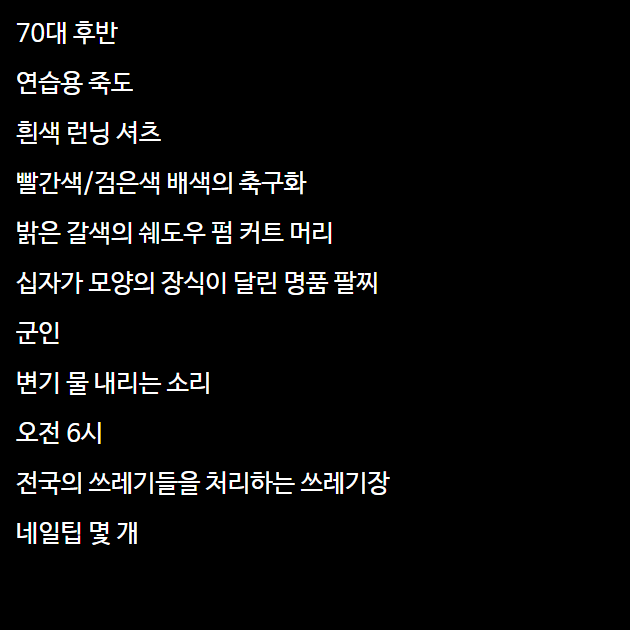 70대 후반
연습용 죽도
흰색 런닝 셔츠
빨간색/검은색 배색의 축구화
밝은 갈색의 쉐도우 펌 커트 머리
십자가 모양의 장식이 달린 명품 팔찌
군인
변기 물 내리는 소리
오전 6시
전국의 쓰레기들을 처리하는 쓰레기장
네일팁 몇 개